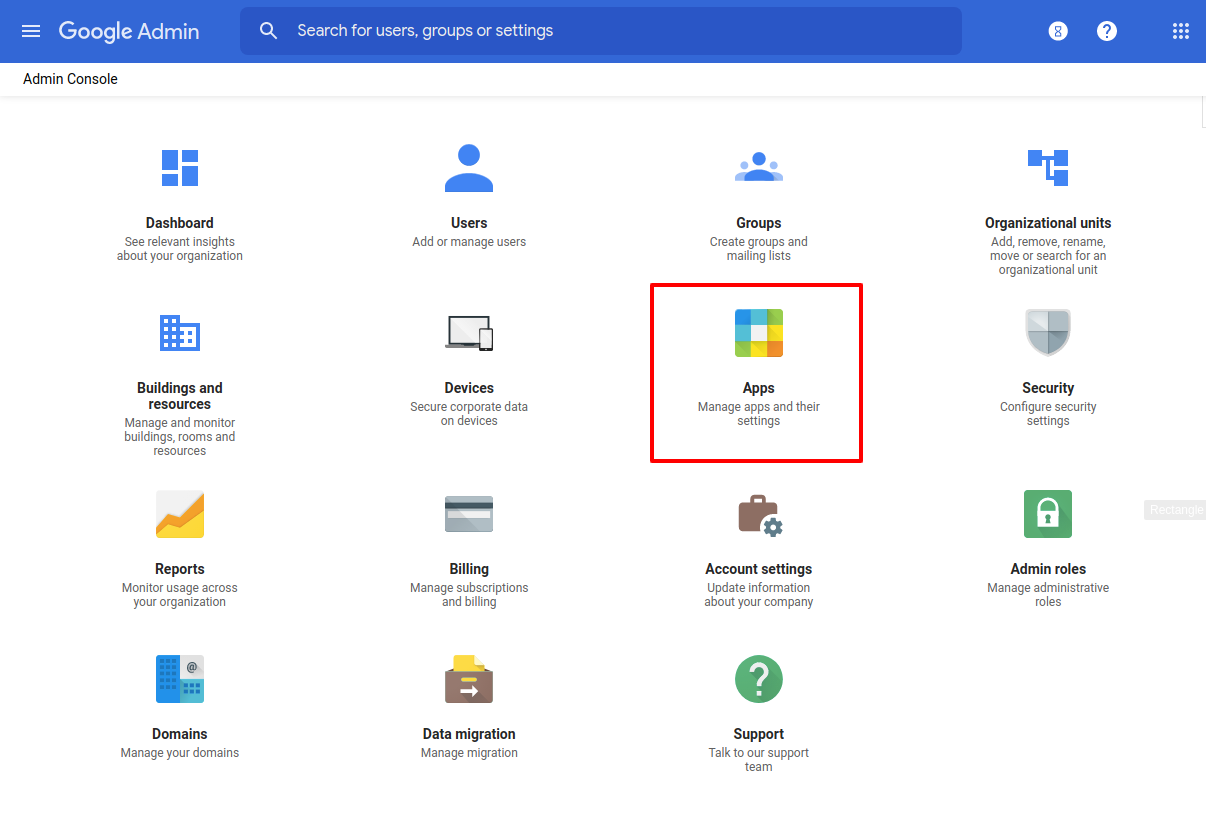 Google Admin
Search for users, groups or settings
?
Admin Console
Dashboard
See relevant insights
about your organization
Users
Add or manage users
Groups
Create groups and
mailing lists
Organizational units
Add, remove, rename,
move or search for an
organizational unit
Buildings and
resources
Manage and monitor
buildings, rooms and
resources
Devices
Secure corporate data
on devices
Apps
Manage apps and their
settings
Security
Configure security
settings
Rectangle
Reports
Monitor usage across
your organization
Billing
Manage subscriptions
and billing
Account settings
Update information
about your company
Admin roles
Manage administrative
roles
@
Domains
Manage your domains
Data migration
Manage migration
?
Support
Talk to our support
team